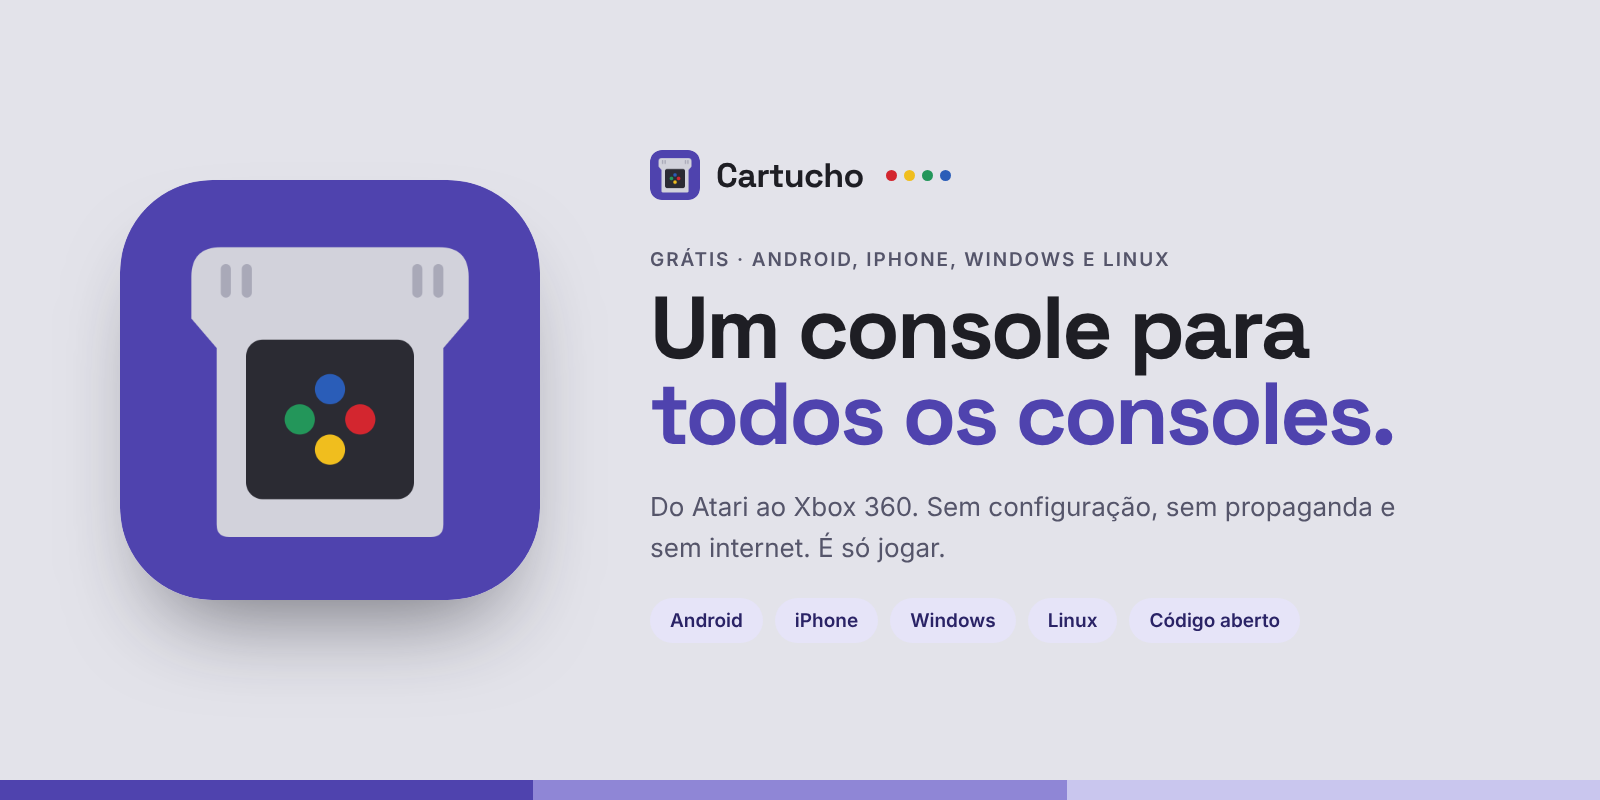 Cartucho
GRÁTIS · ANDROID, IPHONE, WINDOWS E LINUX
Um console para
todos os consoles.
Do Atari ao Xbox 360. Sem configuração, sem propaganda e
sem internet. É só jogar.
Android iPhone Windows Linux Código aberto